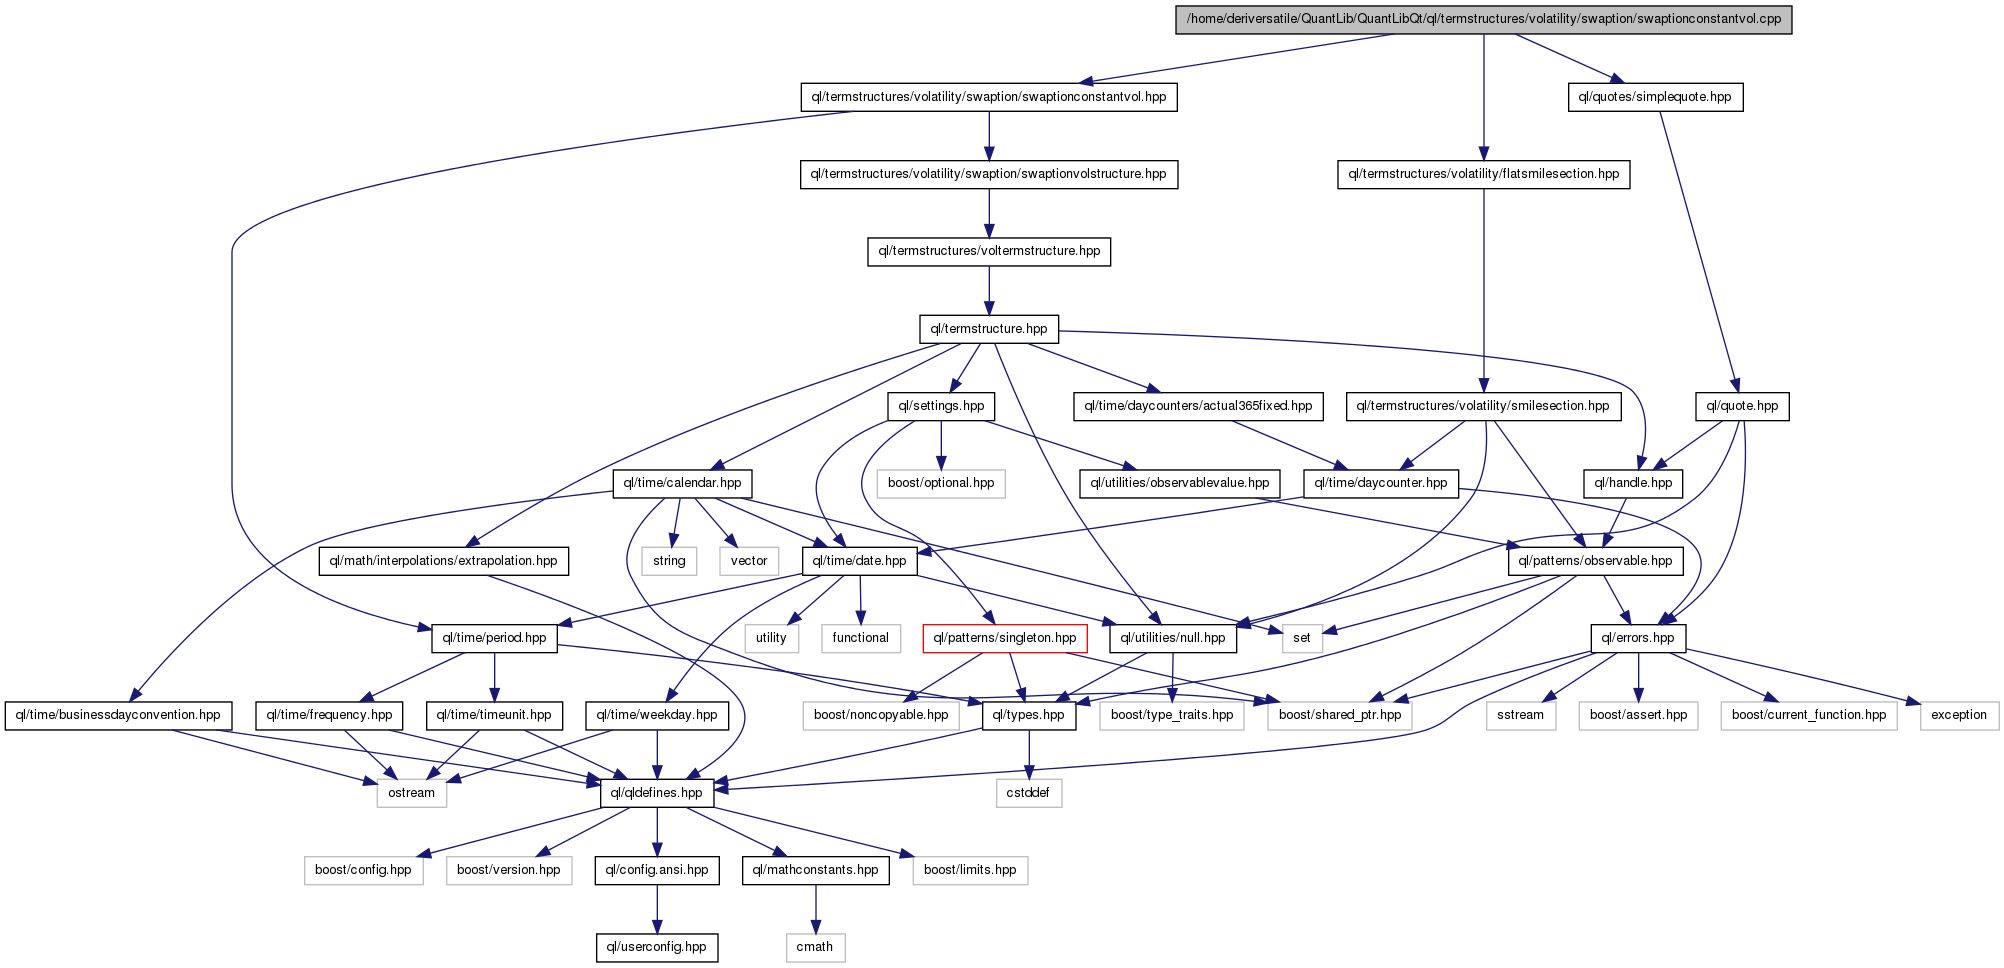 /home/deriversatile/QuantLib/QuantLibQt/ql/termstructures/volatility/swaption/swaptionconstantvol.cpp
ql/termstructures/volatility/swaption/swaptionconstantvol.hpp
ql/quotes/simplequote.hpp
ql/termstructures/volatility/swaption/swaptionvolstructure.hpp
ql/termstructures/volatility/flatsmilesection.hpp
ql/termstructures/voltermstructure.hpp
ql/termstructure.hpp
ql/settings.hpp
ql/time/daycounters/actual365fixed.hpp
ql/termstructures/volatility/smilesection.hpp
ql/quote.hpp
ql/time/calendar.hpp
boost/optional.hpp
ql/utilities/observablevalue.hpp
ql/time/daycounter.hpp
ql/handle.hpp
ql/math/interpolations/extrapolation.hpp
string
vector
ql/time/date.hpp
ql/patterns/observable.hpp
ql/time/period.hpp
utility
functional
ql/patterns/singleton.hpp
ql/utilities/null.hpp
set
ql/errors.hpp
ql/time/businessdayconvention.hpp
ql/time/frequency.hpp
ql/time/timeunit.hpp
ql/time/weekday.hpp
boost/noncopyable.hpp
ql/types.hpp
boost/type_traits.hpp
boost/shared_ptr.hpp
sstream
boost/assert.hpp
boost/current_function.hpp
exception
ostream
ql/qldefines.hpp
cstddef
boost/config.hpp
boost/version.hpp
ql/config.ansi.hpp
ql/mathconstants.hpp
boost/limits.hpp
ql/userconfig.hpp
cmath